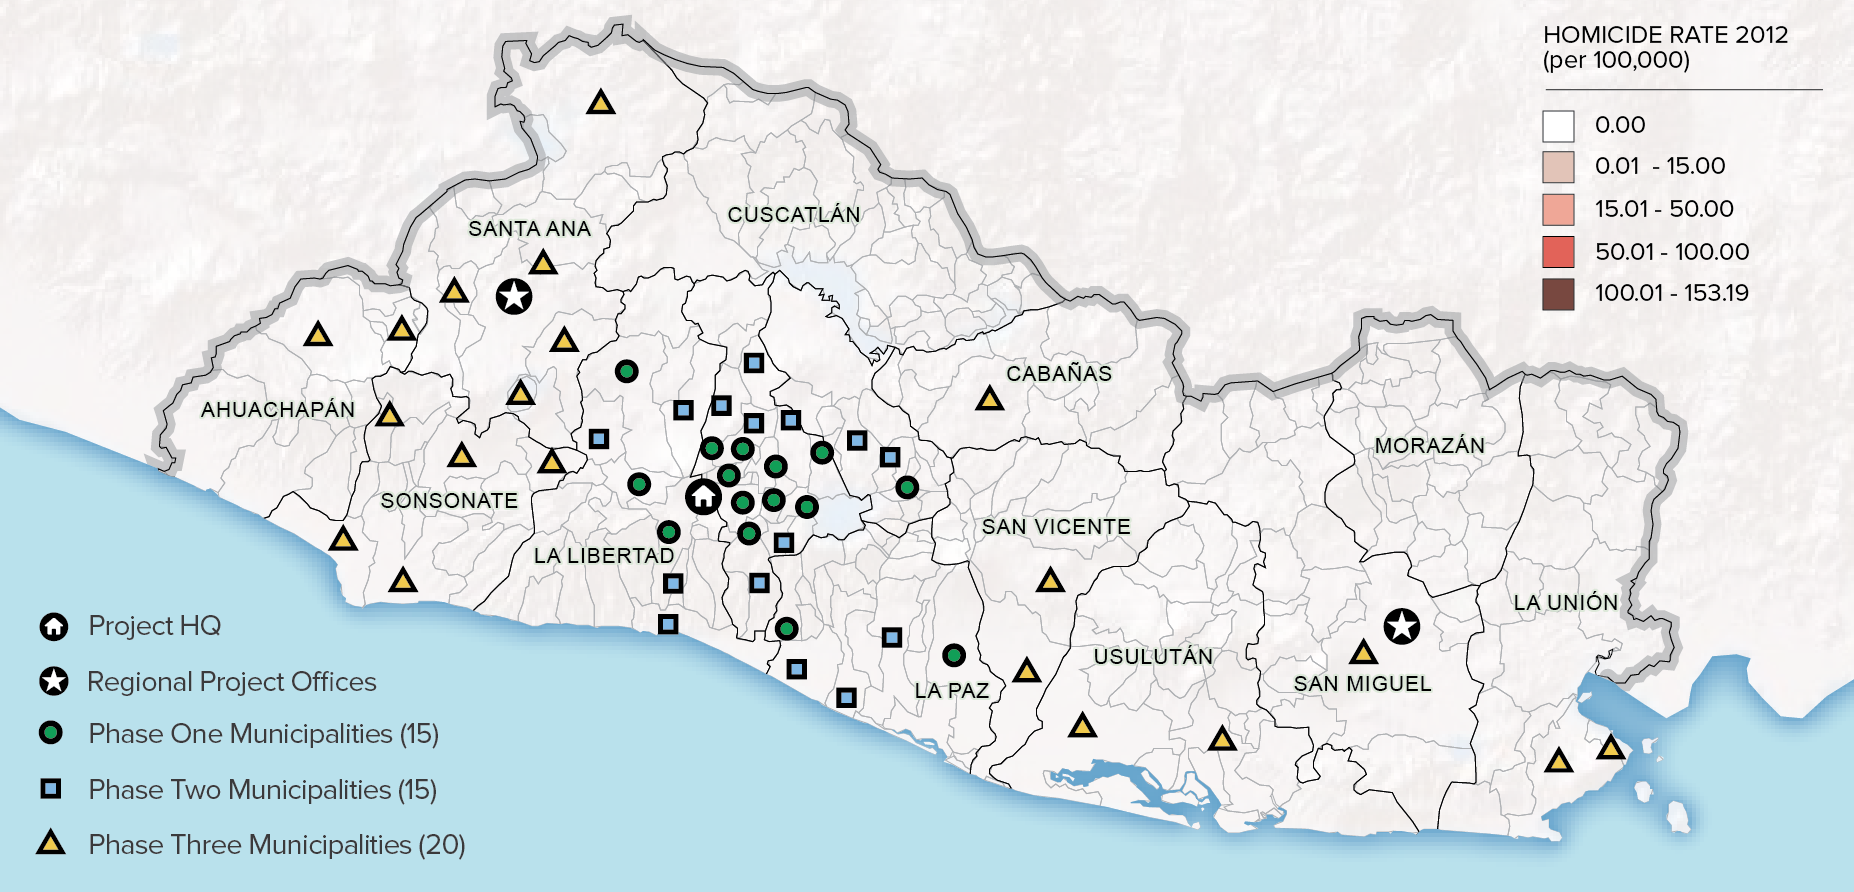 HOMICIDE RATE 2012
(per 100,000)
0.00
0.01 - 15.00
15.01 - 50.00
50.01 - 100.00
100.01 - 153.19
CUSCATLÁN
SANTA ANA
CABAÑAS
AHUACHAPÁN
MORAZÁN
SONSONATE
SAN VICENTE
LA LIBERTAD
LA UNIÓN
USULUTÁN
SAN MIGUEL
LA PAZ
Project HQ
Regional Project Offices
Phase One Municipalities (15)
Phase Two Municipalities (15)
Phase Three Municipalities (20)